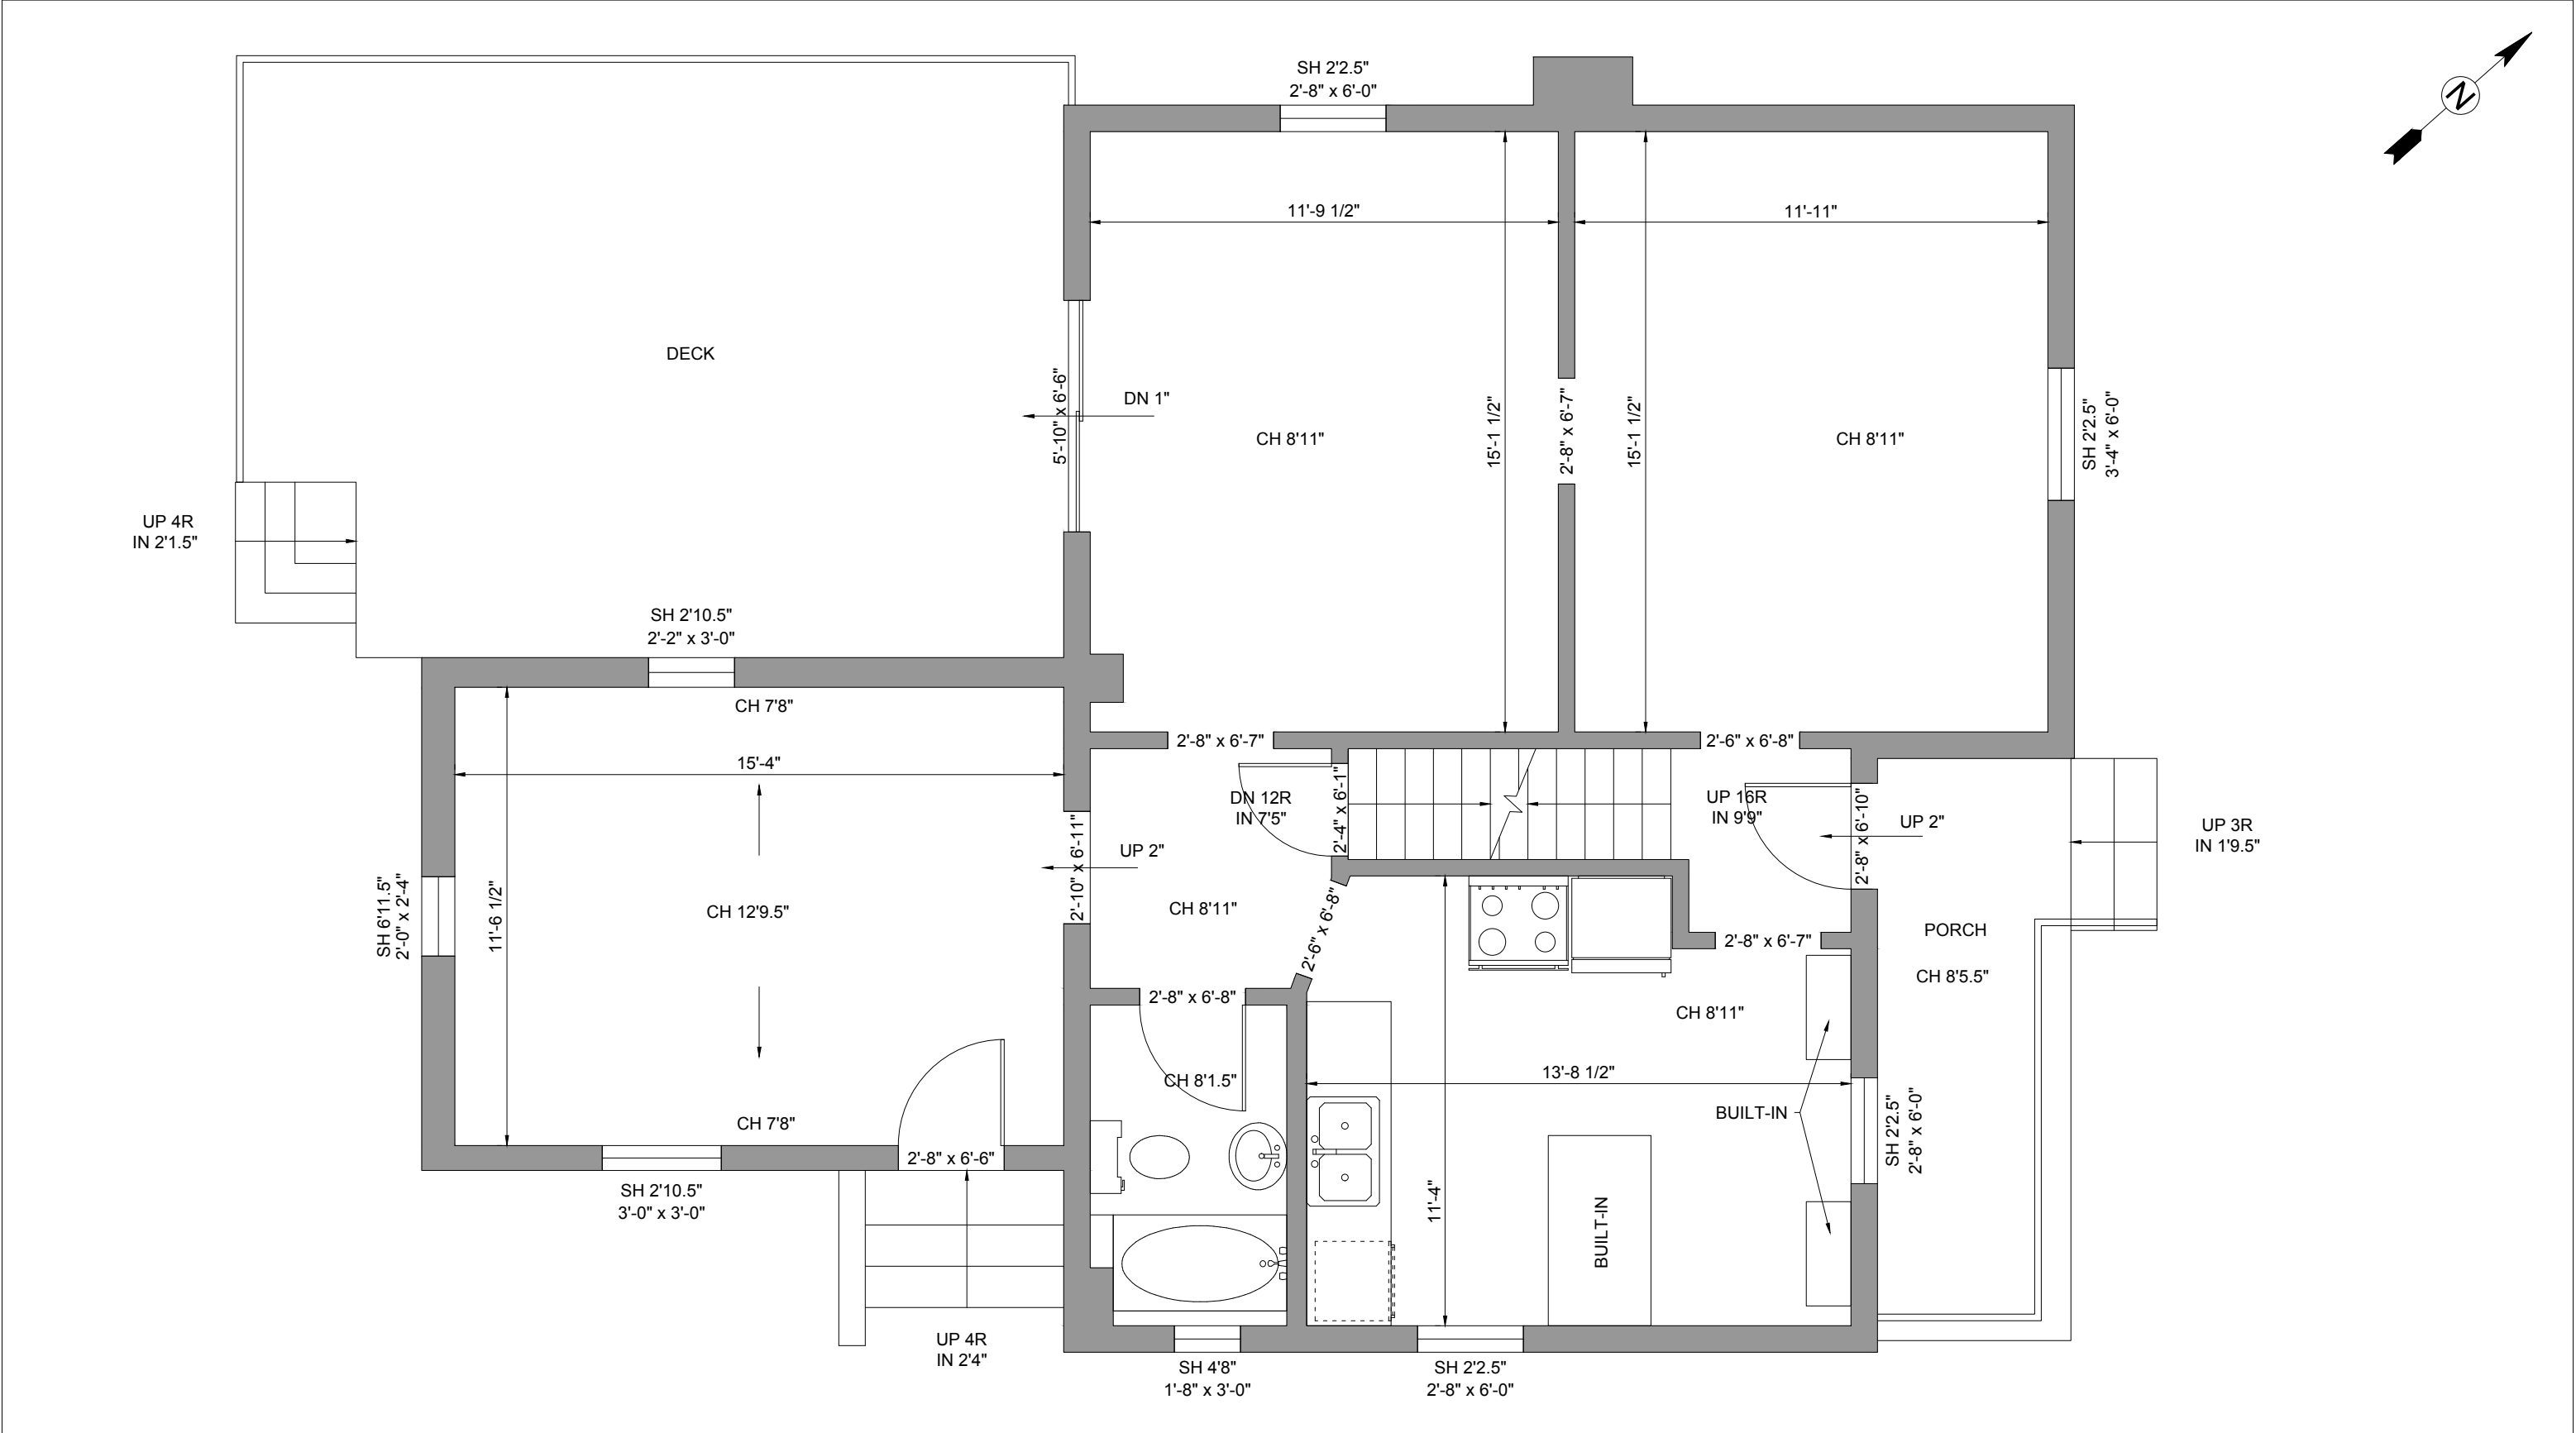 SH 2'2.5"
2'-8" x 6'-0"
N
11'-9 1/2"
11'-11"
DECK
5'-10" x 6'-6"
DN 1"
CH 8'11"
15'-1 1/2"
2'-8" x 6'-7"
15'-1 1/2"
CH 8'11"
SH 2'2.5"
3'-4" x 6'-0"
UP 4R
IN 2'1.5"
SH 2'10.5"
2'-2" x 3'-0"
CH 7'8"
15'-4"
2'-8" x 6'-7"
2'-6" x 6'-8"
DN 12R
IN 7'5"
2'-4" x 6'-1"
UP 16R
IN 9'9"
2'-8" x 6'-10"
UP 2"
UP 3R
IN 1'9.5"
UP 2"
2'-10" x 6'-11"
SH 6'11.5"
2'-0" x 2'-4"
11'-6 1/2"
CH 12'9.5"
CH 8'11"
2'-6" x 6'-8"
2'-8" x 6'-7"
PORCH
CH 8'5.5"
2'-8" x 6'-8"
CH 8'11"
CH 8'1.5"
13'-8 1/2"
BUILT-IN
CH 7'8"
2'-8" x 6'-6"
SH 2'2.5"
2'-8" x 6'-0"
SH 2'10.5"
3'-0" x 3'-0"
11'-4"
BUILT-IN
UP 4R
IN 2'4"
SH 4'8"
1'-8" x 3'-0"
SH 2'2.5"
2'-8" x 6'-0"